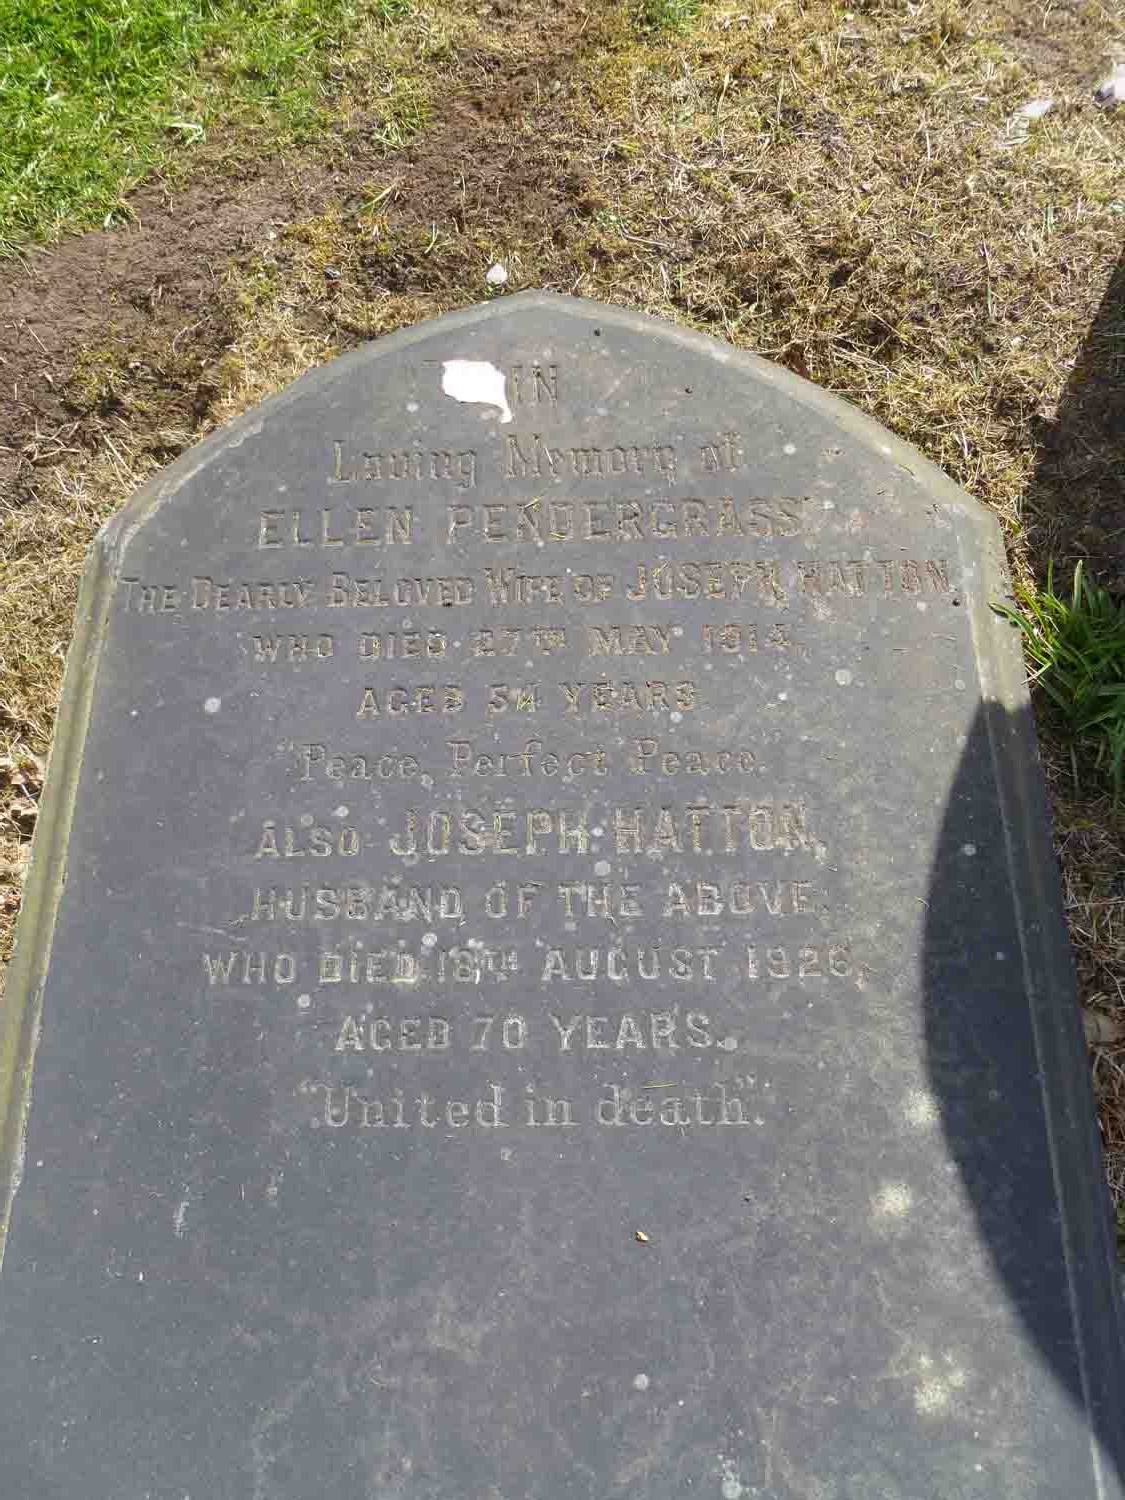 IN
Loving Memory of
ELLEN PENDERGRASS
THE DEARLY BELOVED WIFE OF JOSEPH HATTON,
WHO DIED 27TH MAY 1914,
AGED 54 YEARS
"Peace, Perfect Peace.
ALSO JOSEPH HATTON,
HUSBAND OF THE ABOVE,
WHO DIED 18TH AUGUST 1926,
AGED 70 YEARS.
"United in death".